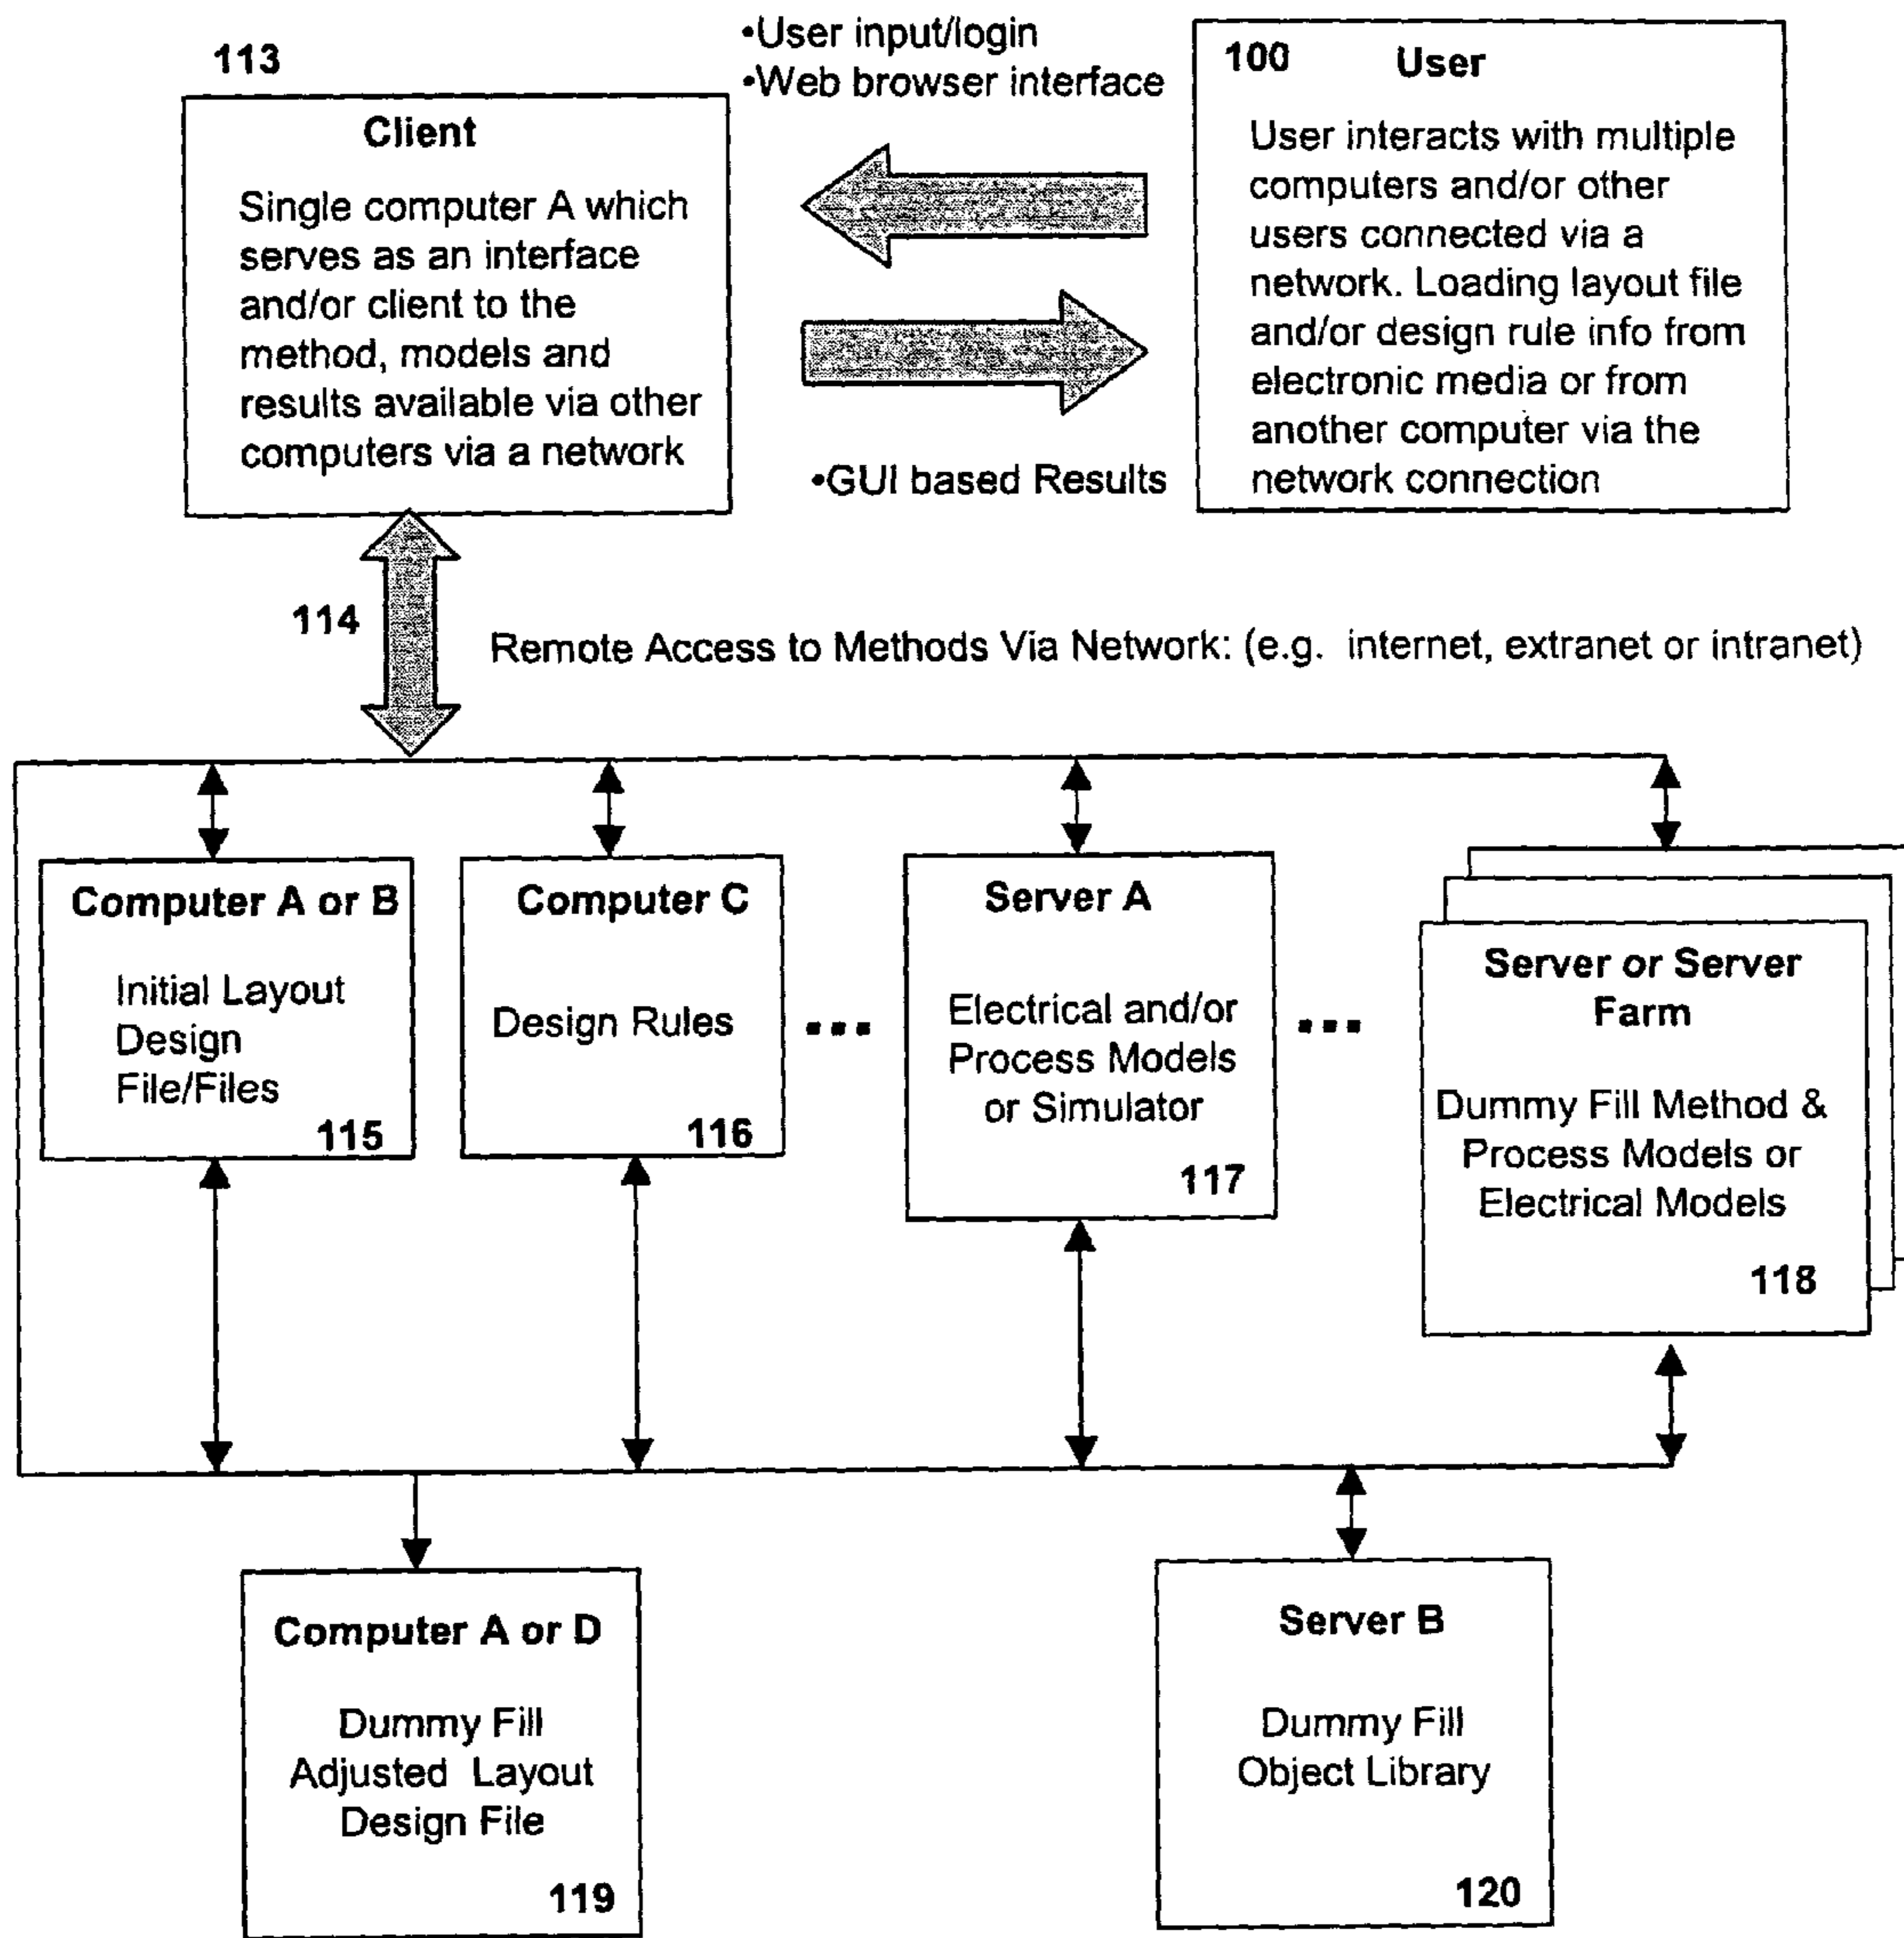 •User input/login
•Web browser interface
113
Client
Single computer A which
serves as an interface
and/or client to the
method, models and
results available via other
computers via a network
100 User
User interacts with multiple
computers and/or other
users connected via a
network. Loading layout file
and/or design rule info from
electronic media or from
another computer via the
network connection
•GUI based Results
114
Remote Access to Methods Via Network: (e.g. internet, extranet or intranet)
Computer A or B
Initial Layout
Design
File/Files
115
Computer C
Design Rules
116
...
Server A
Electrical and/or
Process Models
or Simulator
117
...
Server or Server
Farm
Dummy Fill Method &
Process Models or
Electrical Models
118
Computer A or D
Dummy Fill
Adjusted Layout
Design File
119
Server B
Dummy Fill
Object Library
120